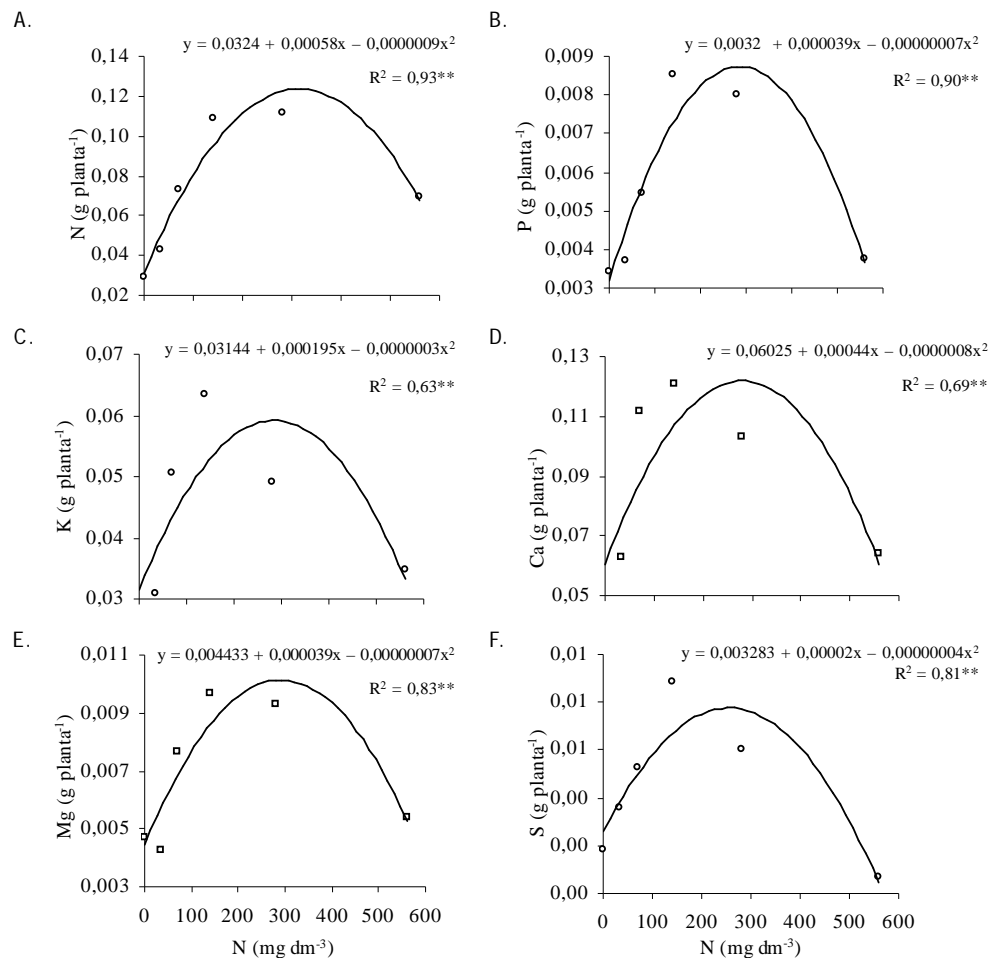 A.
y = 0,0324 + 0,00058x – 0,0000009x²
R² = 0,93**
0,14
0,12
0,10
0,08
0,06
0,04
0,02
N (g planta⁻¹)
B.
y = 0,0032 + 0,000039x – 0,00000007x²
R² = 0,90**
0,009
0,008
0,007
0,006
0,005
0,004
0,003
P (g planta⁻¹)
C.
y = 0,03144 + 0,000195x – 0,0000003x²
R² = 0,63**
0,07
0,06
0,05
0,04
0,03
K (g planta⁻¹)
D.
y = 0,06025 + 0,00044x – 0,0000008x²
R² = 0,69**
0,13
0,11
0,09
0,07
0,05
Ca (g planta⁻¹)
E.
y = 0,004433 + 0,000039x – 0,00000007x²
R² = 0,83**
0,011
0,009
0,007
0,005
0,003
Mg (g planta⁻¹)
0 100 200 300 400 500 600
N (mg dm⁻³)
F.
y = 0,003283 + 0,00002x – 0,00000004x²
R² = 0,81**
0,01
0,01
0,01
0,00
0,00
0,00
S (g planta⁻¹)
0 100 200 300 400 500 600
N (mg dm⁻³)